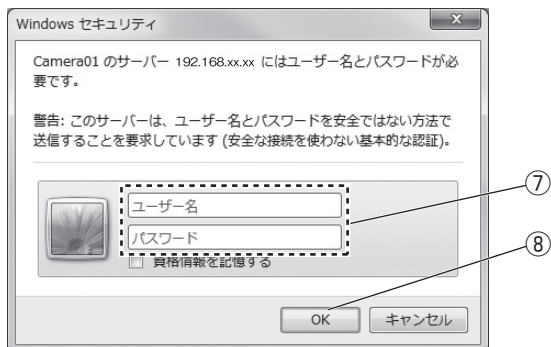 Windows セキュリティ
x
Camera01 のサーバー 192.168.xx.xx にはユーザー名とパスワードが必
要です。
警告: このサーバーは、ユーザー名とパスワードを安全ではない方法で
送信することを要求しています (安全な接続を使わない基本的な認証)。
ユーザー名
パスワード
資格情報を記憶する
OK
キャンセル
⑦
⑧